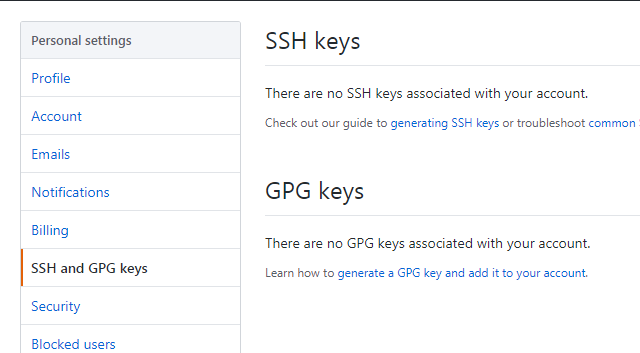 Personal settings
Profile
Account
Emails
Notifications
Billing
SSH and GPG keys
Security
Blocked users
SSH keys
There are no SSH keys associated with your account.
Check out our guide to generating SSH keys or troubleshoot common
GPG keys
There are no GPG keys associated with your account.
Learn how to generate a GPG key and add it to your account.